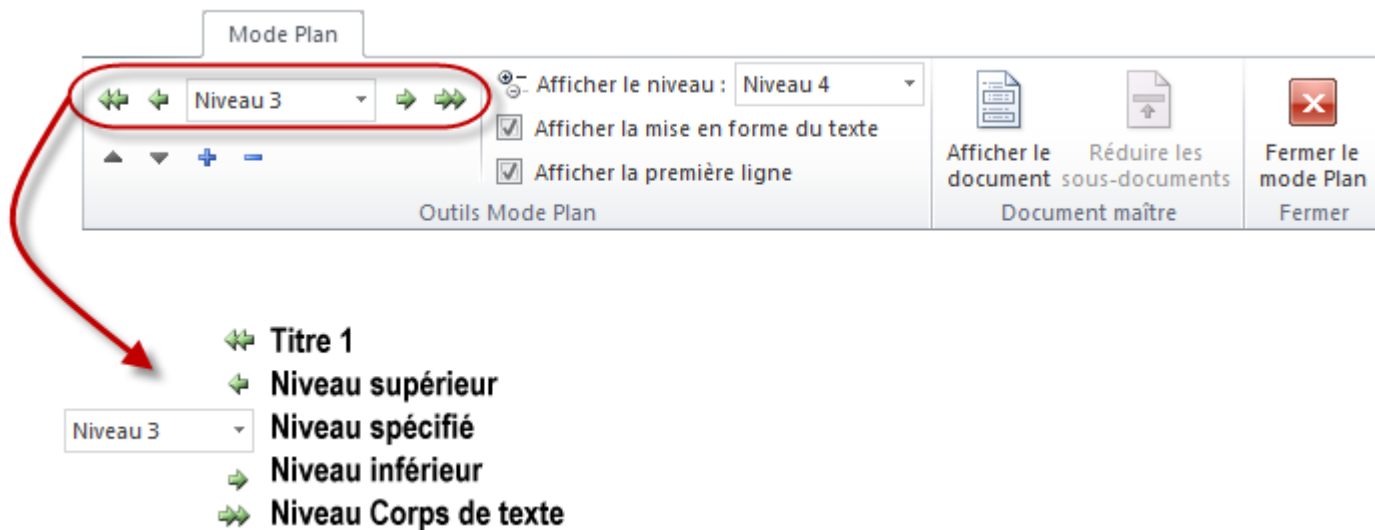 Mode Plan
Niveau 3
Afficher le niveau : Niveau 4
Afficher la mise en forme du texte
Afficher la première ligne
Outils Mode Plan
Afficher le document
Réduire les sous-documents
Document maître
Fermer le mode Plan
Fermer
Titre 1
Niveau supérieur
Niveau 3 Niveau spécifié
Niveau inférieur
Niveau Corps de texte